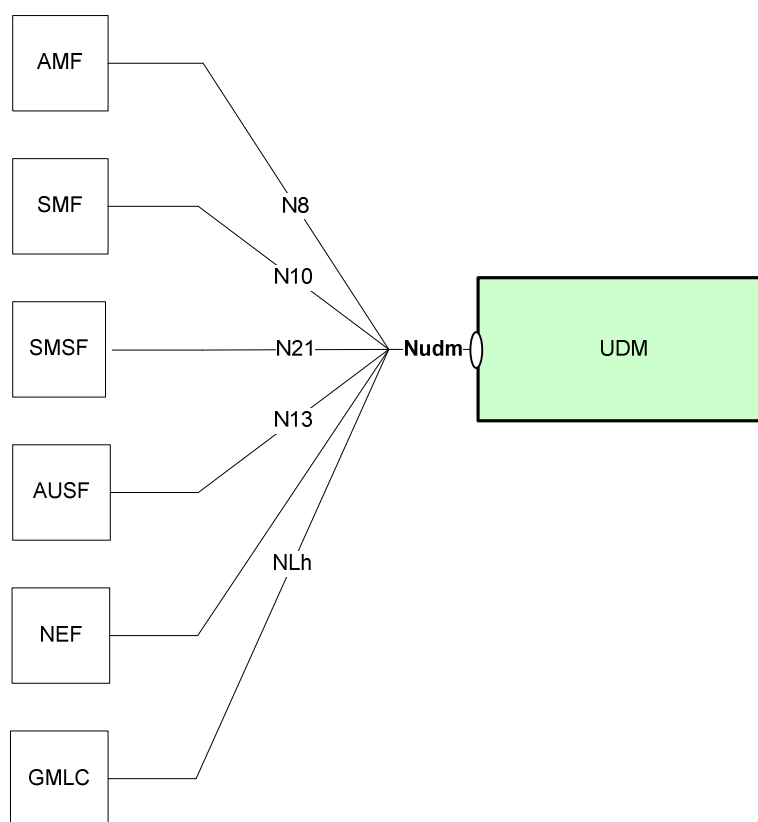 AMF
N8
SMF
N10
SMSF
N21
Nudm
UDM
N13
AUSF
NLh
NEF
GMLC